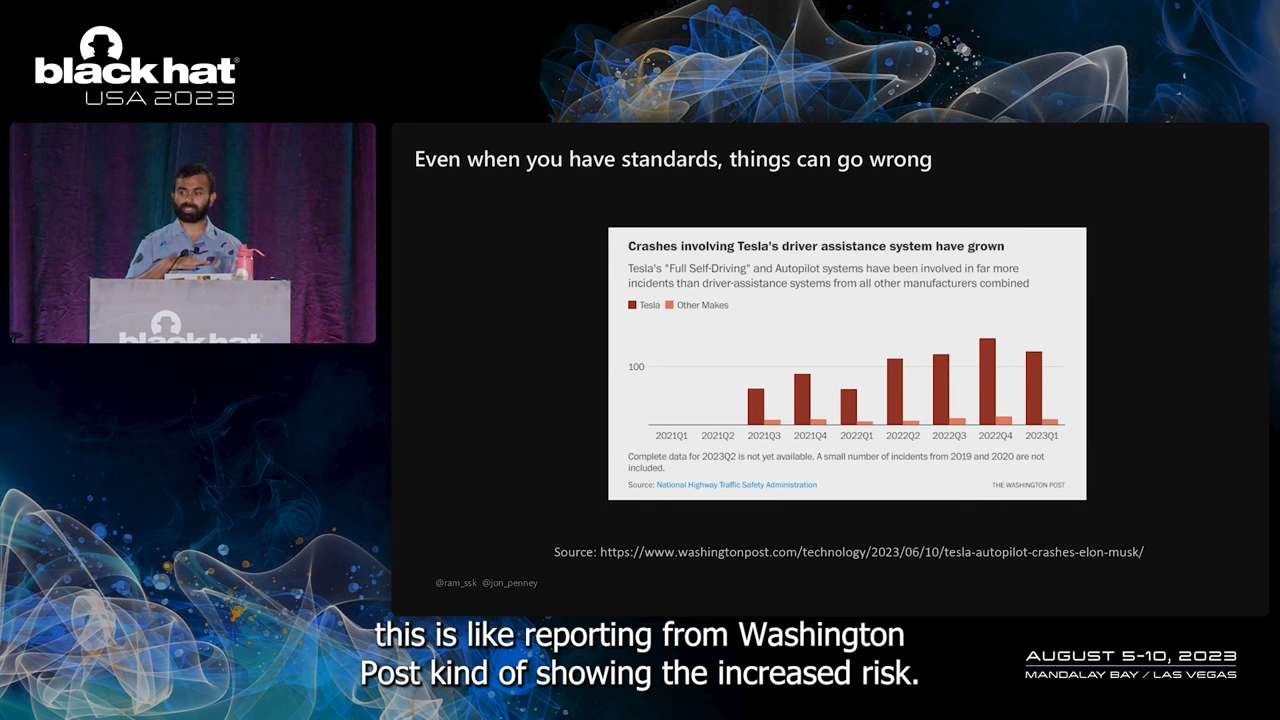 black hat®
USA 2023
black hat
Even when you have standards, things can go wrong
Crashes involving Tesla's driver assistance system have grown
Tesla's "Full Self-Driving" and Autopilot systems have been involved in far more
incidents than driver-assistance systems from all other manufacturers combined
Tesla Other Makes
100
2021Q1 2021Q2 2021Q3 2021Q4 2022Q1 2022Q2 2022Q3 2022Q4 2023Q1
Complete data for 2023Q2 is not yet available. A small number of incidents from 2019 and 2020 are not
included.
Source: National Highway Traffic Safety Administration THE WASHINGTON POST
Source: https://www.washingtonpost.com/technology/2023/06/10/tesla-autopilot-crashes-elon-musk/
@ram_ssk @jon_penney
this is like reporting from Washington
Post kind of showing the increased risk.
AUGUST 5-10, 2023
MANDALAY BAY / LAS VEGAS